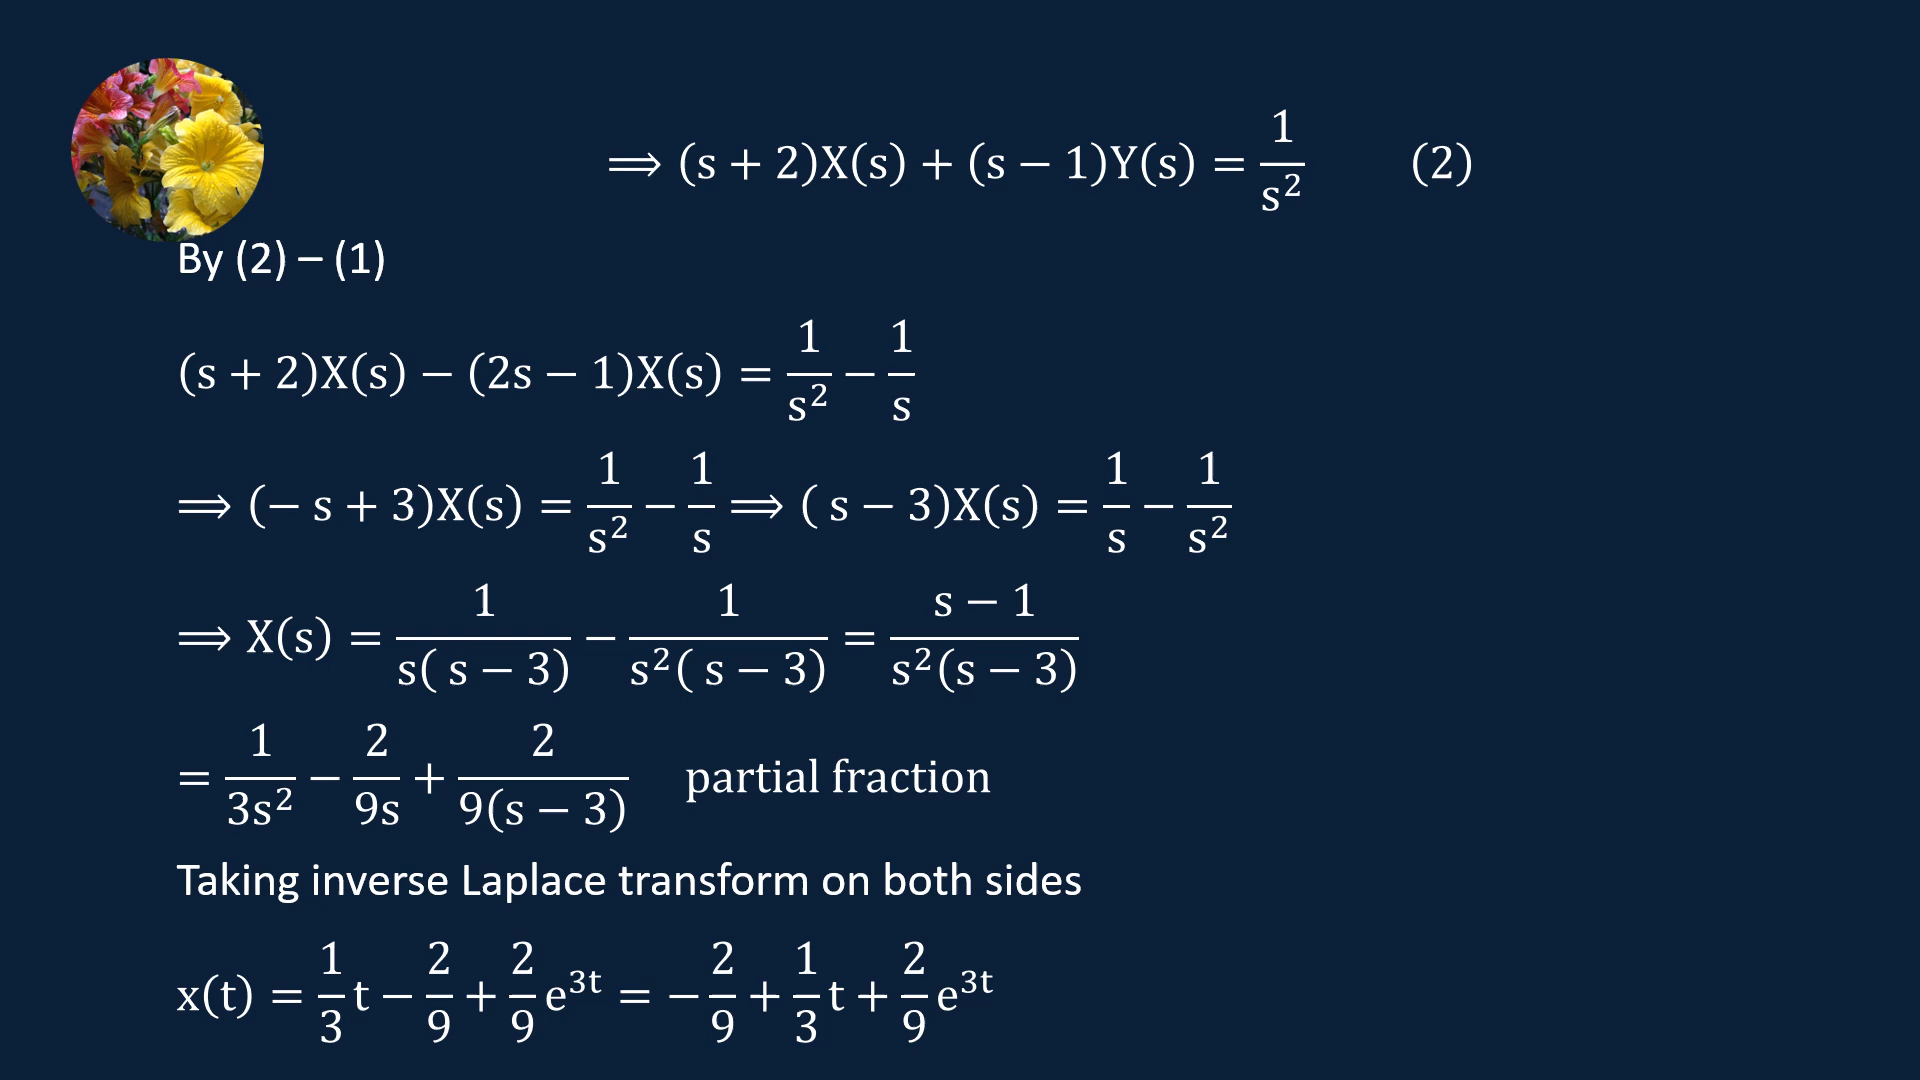 ⟹ (s + 2)X(s) + (s − 1)Y(s) = 1/s² (2)
By (2) – (1)
(s + 2)X(s) − (2s − 1)X(s) = 1/s² − 1/s
⟹ (− s + 3)X(s) = 1/s² − 1/s ⟹ ( s − 3)X(s) = 1/s − 1/s²
⟹ X(s) = 1/(s( s − 3)) − 1/(s²( s − 3)) = (s − 1)/(s²(s − 3))
= 1/(3s²) − 2/(9s) + 2/(9(s − 3)) partial fraction
Taking inverse Laplace transform on both sides
x(t) = 1/3 t − 2/9 + 2/9 e³ᵗ = − 2/9 + 1/3 t + 2/9 e³ᵗ